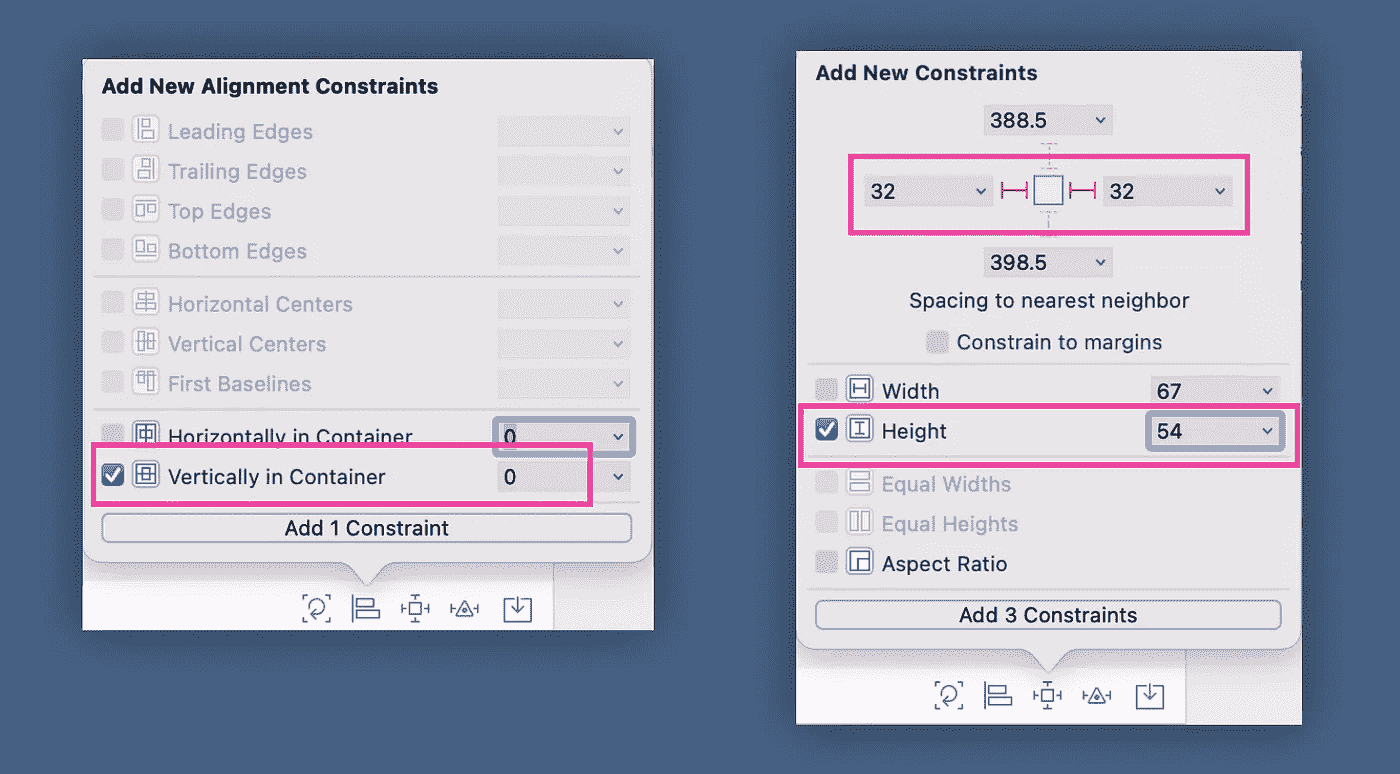 Add New Alignment Constraints
Leading Edges
Trailing Edges
Top Edges
Bottom Edges
Horizontal Centers
Vertical Centers
First Baselines
Horizontally in Container 0
Vertically in Container 0
Add 1 Constraint
Add New Constraints
388.5
32 32
398.5
Spacing to nearest neighbor
Constrain to margins
Width 67
Height 54
Equal Widths
Equal Heights
Aspect Ratio
Add 3 Constraints